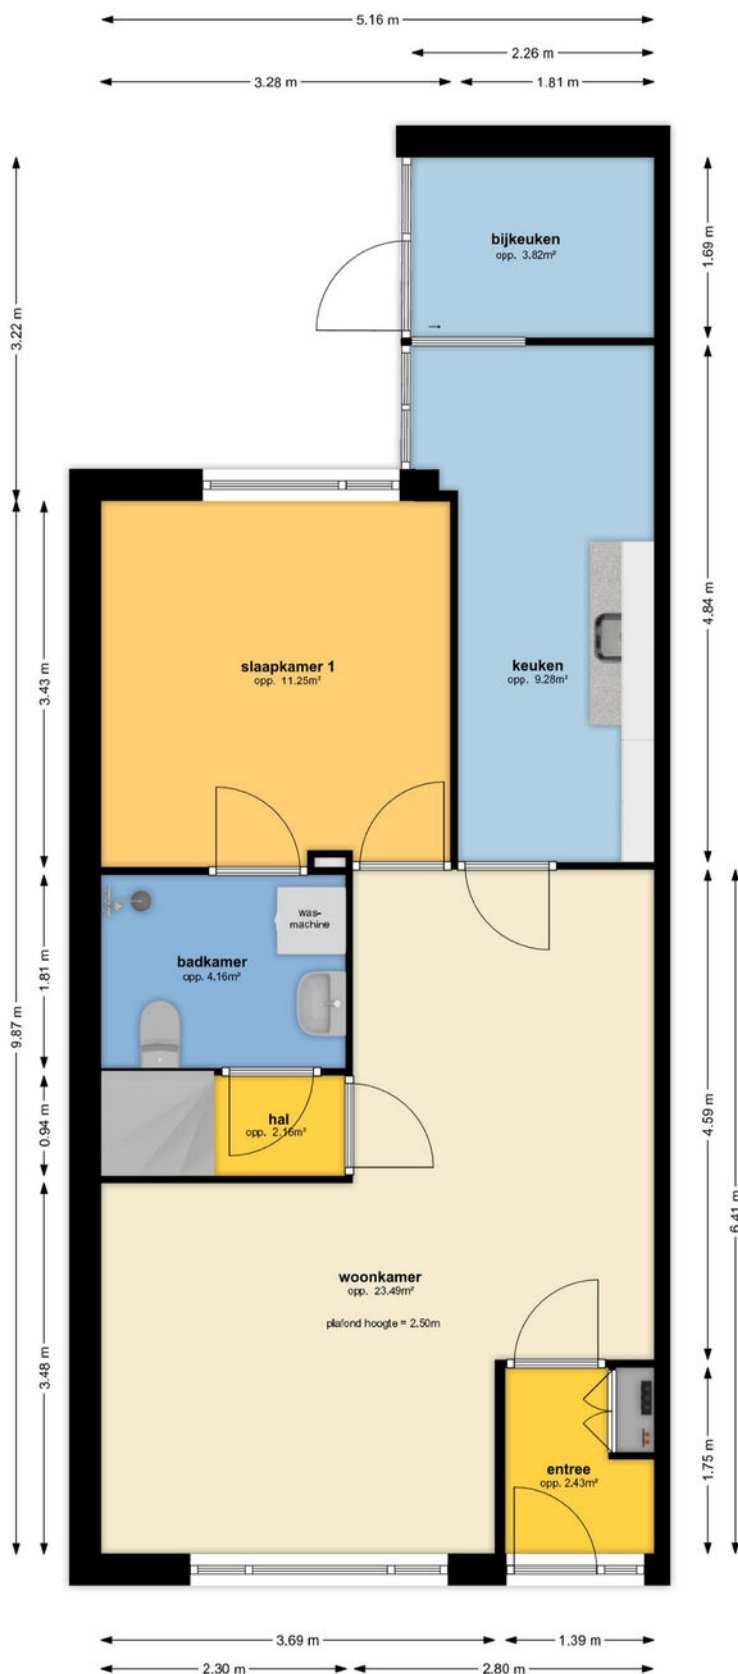 5.16 m
2.26 m
3.28 m
1.81 m
bijkeuken
opp. 3.82m²
1.69 m
3.22 m
slaapkamer 1
opp. 11.25m²
keuken
opp. 9.28m²
4.84 m
3.43 m
was-
machine
badkamer
opp. 4.16m²
1.81 m
9.87 m
hal
opp. 2.16m²
0.94 m
4.59 m
6.41 m
woonkamer
opp. 23.49m²
plafond hoogte = 2.50m
3.48 m
entree
opp. 2.43m²
1.75 m
3.69 m
1.39 m
2.30 m
2.80 m